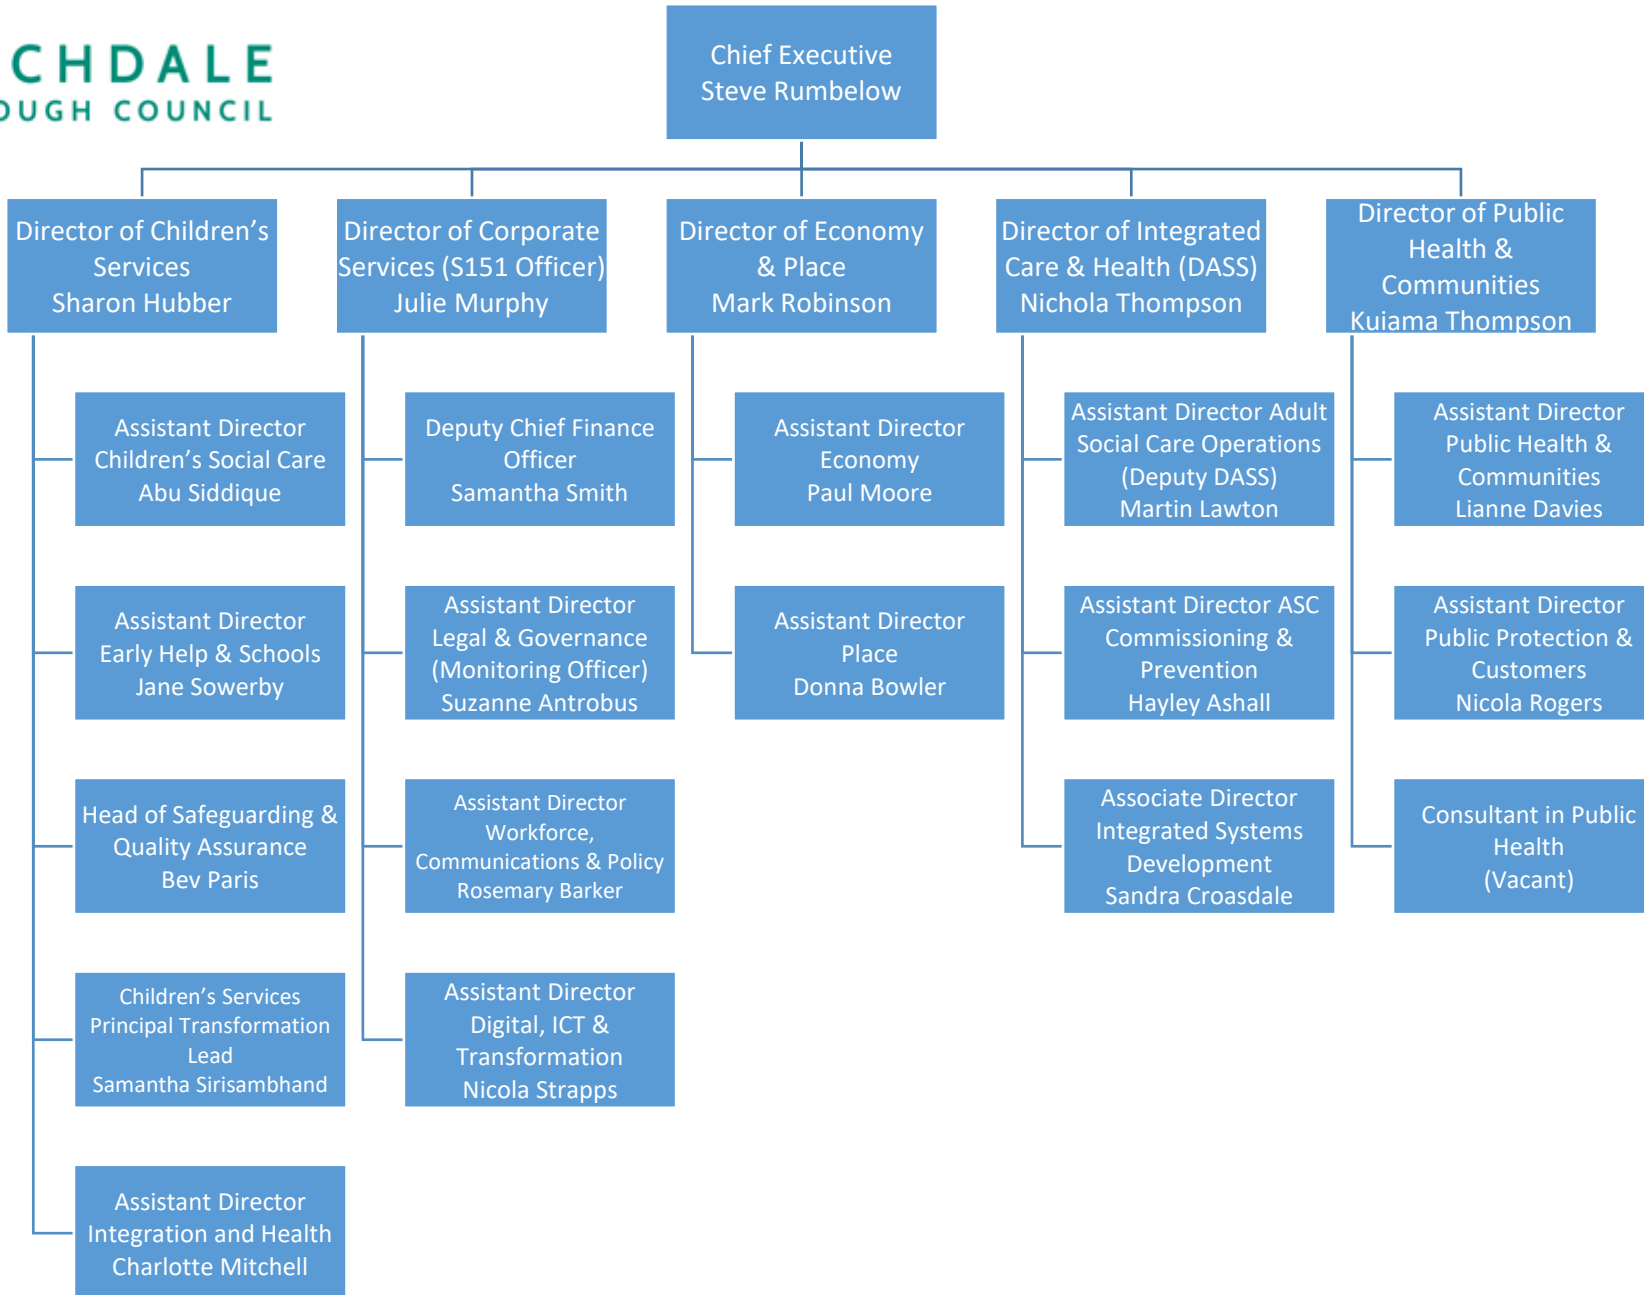 CHDALE
OUGH COUNCIL
Chief Executive
Steve Rumbelow
Director of Children’s
Services
Sharon Hubber
Director of Corporate
Services (S151 Officer)
Julie Murphy
Director of Economy
& Place
Mark Robinson
Director of Integrated
Care & Health (DASS)
Nichola Thompson
Director of Public
Health &
Communities
Kuiama Thompson
Assistant Director
Children’s Social Care
Abu Siddique
Assistant Director
Early Help & Schools
Jane Sowerby
Head of Safeguarding &
Quality Assurance
Bev Paris
Children’s Services
Principal Transformation
Lead
Samantha Sirisambhand
Assistant Director
Integration and Health
Charlotte Mitchell
Deputy Chief Finance
Officer
Samantha Smith
Assistant Director
Legal & Governance
(Monitoring Officer)
Suzanne Antrobus
Assistant Director
Workforce,
Communications & Policy
Rosemary Barker
Assistant Director
Digital, ICT &
Transformation
Nicola Strapps
Assistant Director
Economy
Paul Moore
Assistant Director
Place
Donna Bowler
Assistant Director Adult
Social Care Operations
(Deputy DASS)
Martin Lawton
Assistant Director ASC
Commissioning &
Prevention
Hayley Ashall
Associate Director
Integrated Systems
Development
Sandra Croasdale
Assistant Director
Public Health &
Communities
Lianne Davies
Assistant Director
Public Protection &
Customers
Nicola Rogers
Consultant in Public
Health
(Vacant)